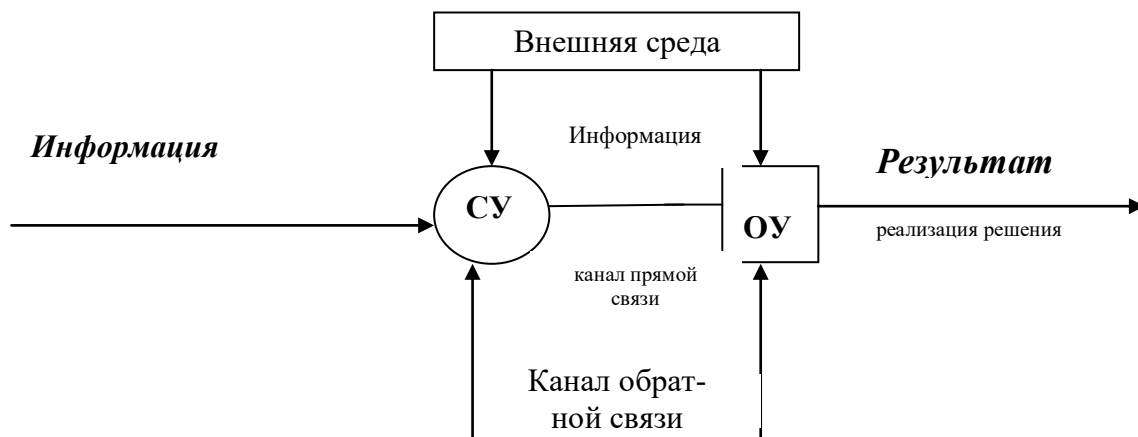 Внешняя среда
Информация
Информация
Результат
СУ
ОУ
реализация решения
канал прямой
связи
Канал обрат-
ной связи